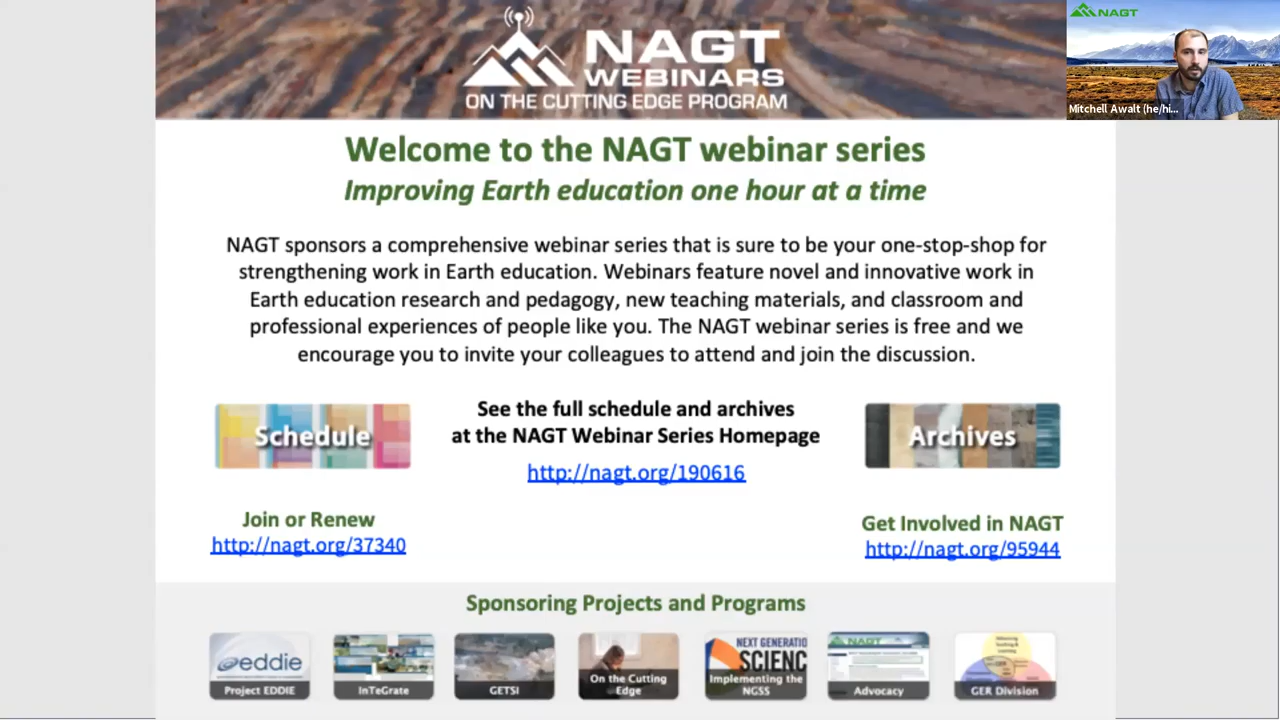 NAGT
WEBINARS
ON THE CUTTING EDGE PROGRAM
NAGT
Mitchell Awalt (he/hi...
Welcome to the NAGT webinar series
Improving Earth education one hour at a time
NAGT sponsors a comprehensive webinar series that is sure to be your one-stop-shop for
strengthening work in Earth education. Webinars feature novel and innovative work in
Earth education research and pedagogy, new teaching materials, and classroom and
professional experiences of people like you. The NAGT webinar series is free and we
encourage you to invite your colleagues to attend and join the discussion.
Schedule
See the full schedule and archives
at the NAGT Webinar Series Homepage
http://nagt.org/190616
Archives
Join or Renew
http://nagt.org/37340
Get Involved in NAGT
http://nagt.org/95944
Sponsoring Projects and Programs
eddie
Project EDDIE
InTeGrate
GETSI
On the Cutting
Edge
NEXT GENERATIO
SCIENC
Implementing the
NGSS
NAGT
Advocacy
GER Division